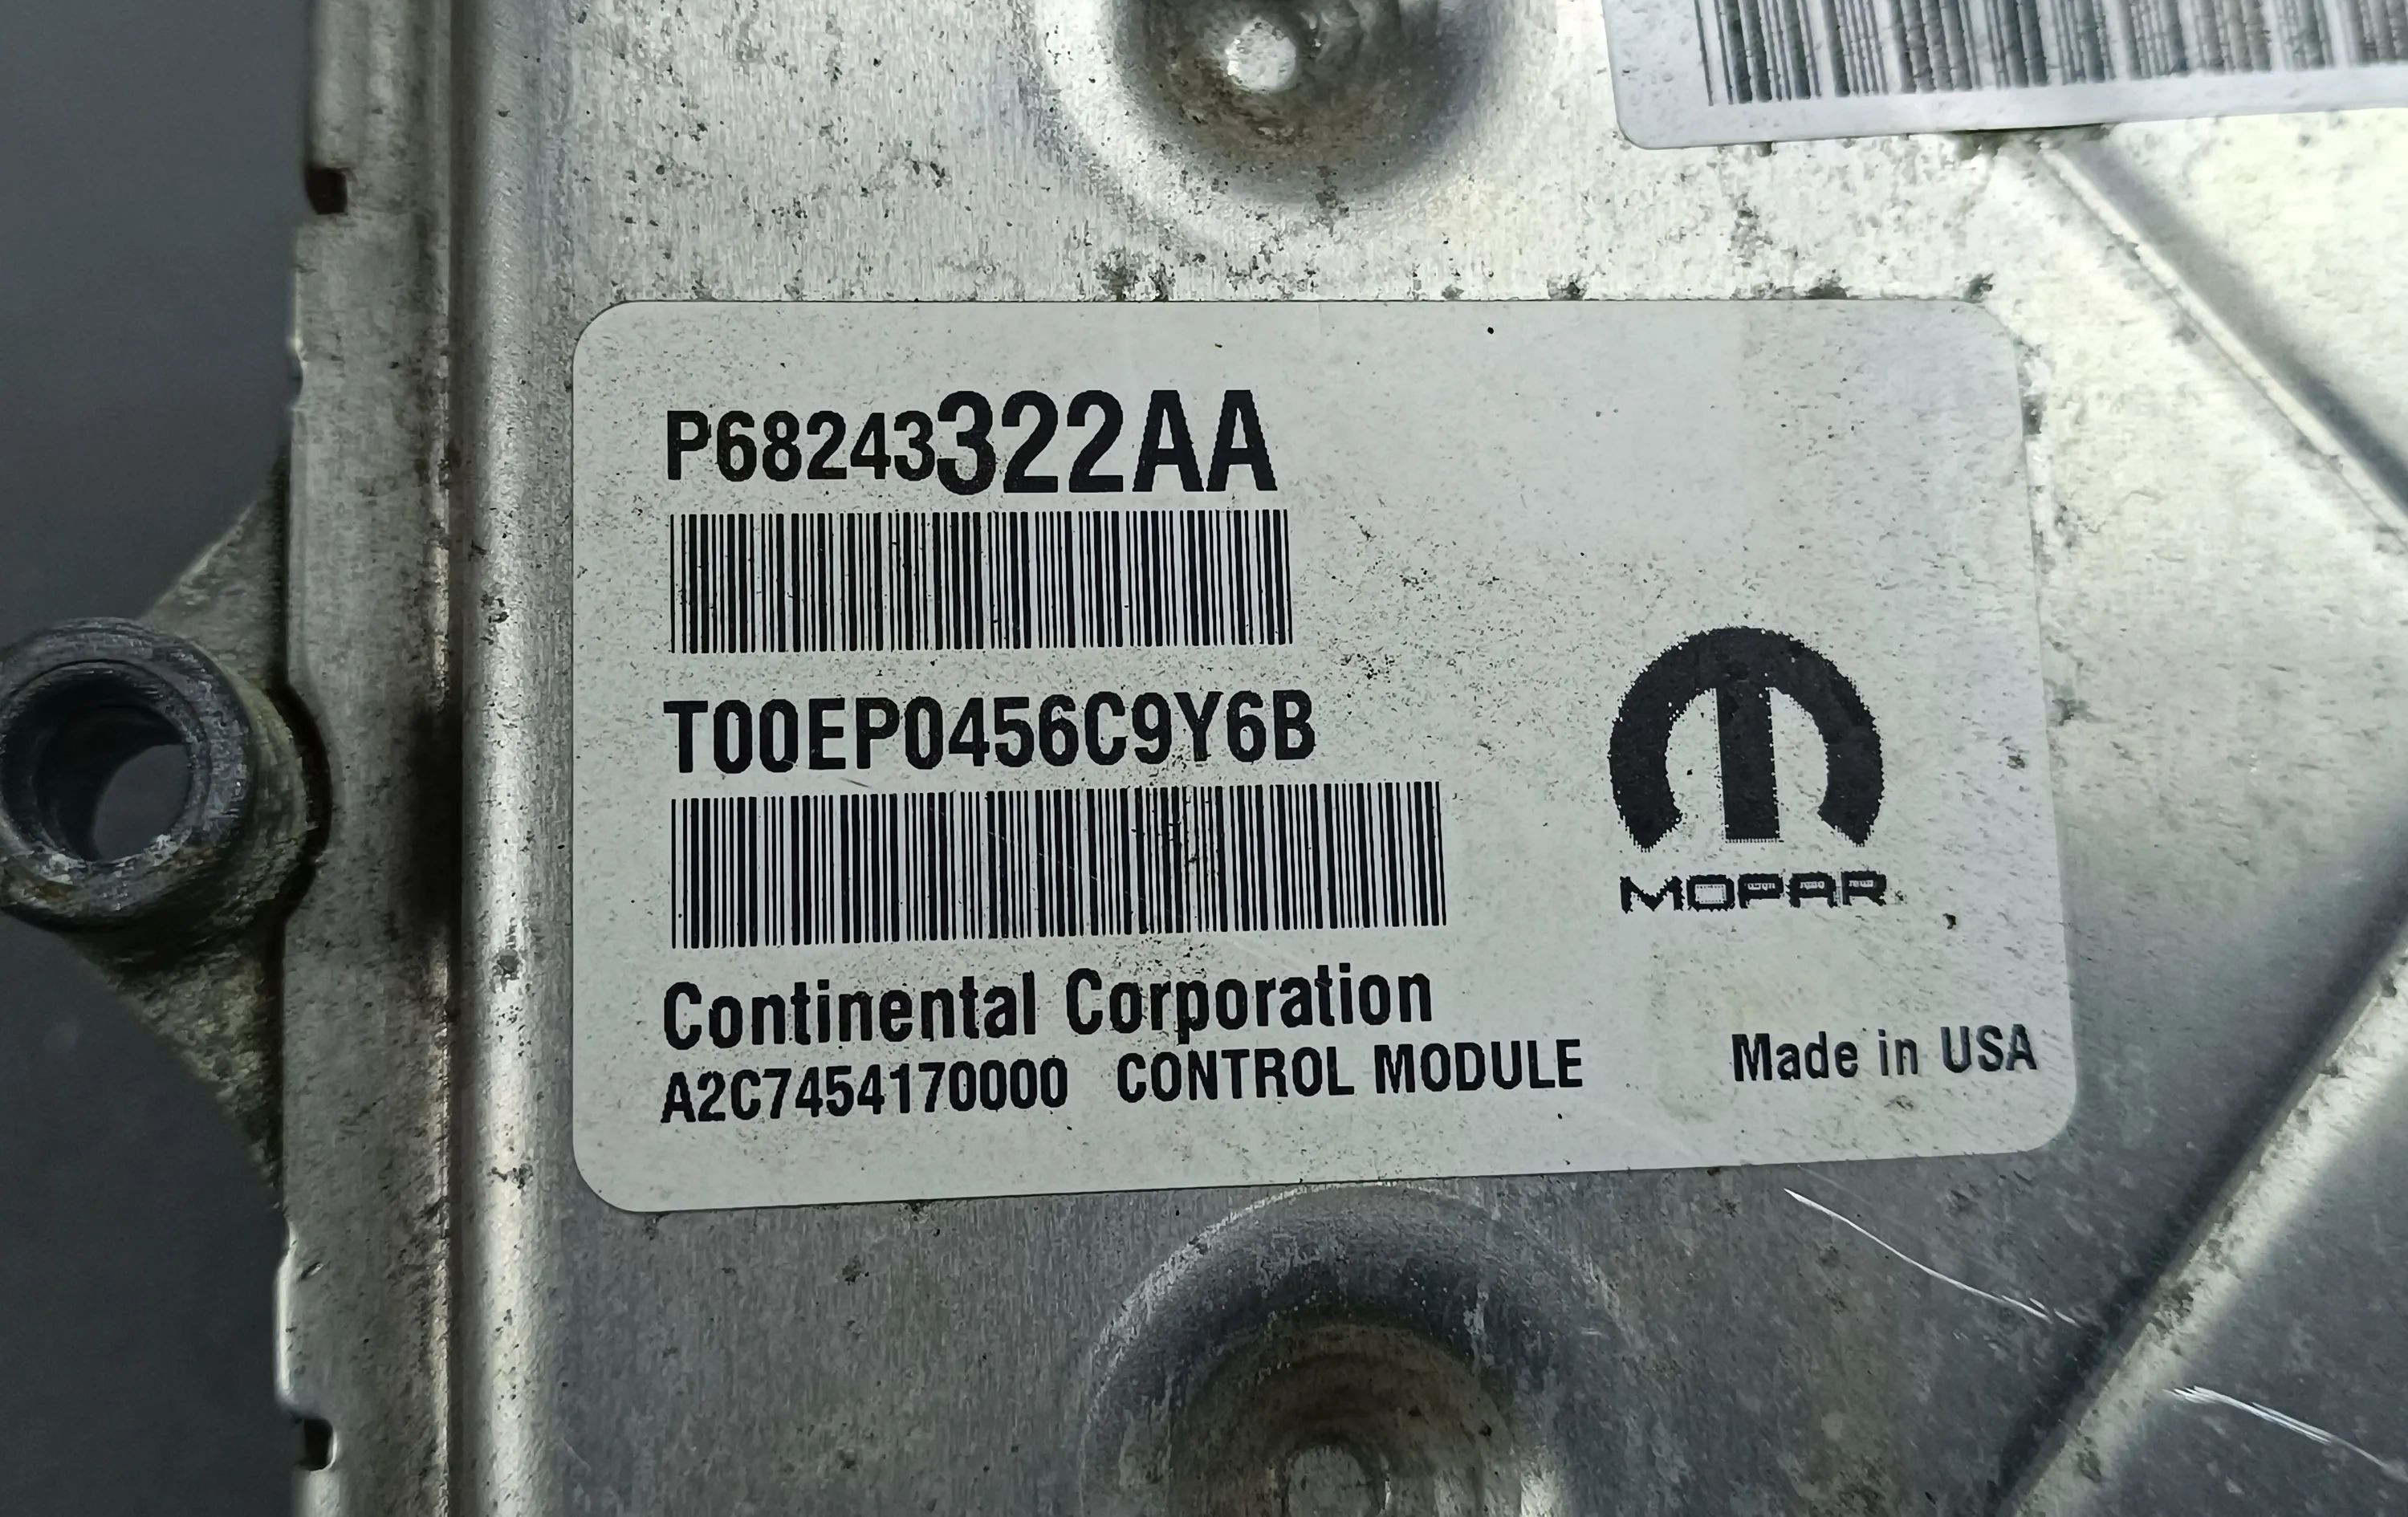 P68243322AA
T00EP0456C9Y6B
MOPAR
Continental Corporation
A2C7454170000 CONTROL MODULE
Made in USA